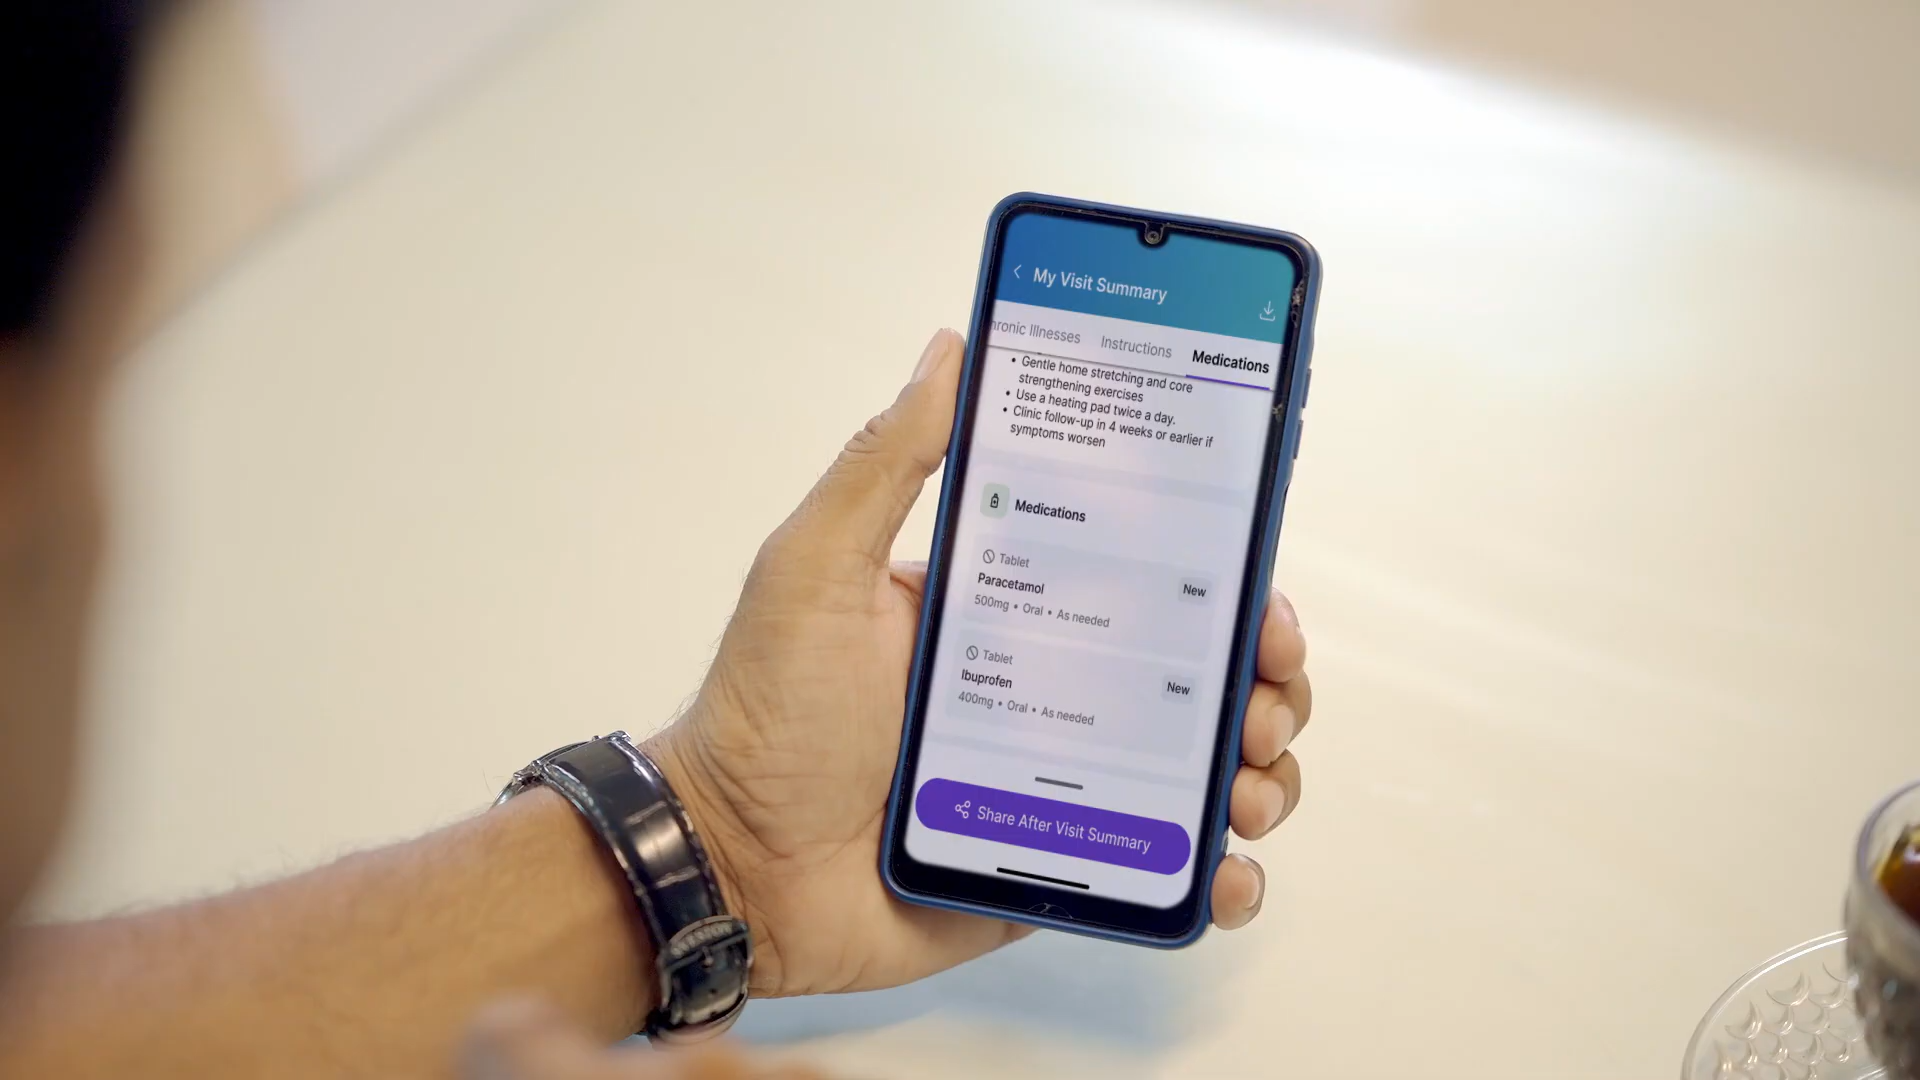 My Visit Summary
hronic Illnesses Instructions Medications
• Gentle home stretching and core
strengthening exercises
• Use a heating pad twice a day.
• Clinic follow-up in 4 weeks or earlier if
symptoms worsen
Medications
Tablet
Paracetamol New
500mg • Oral • As needed
Tablet
Ibuprofen New
400mg • Oral • As needed
Share After Visit Summary